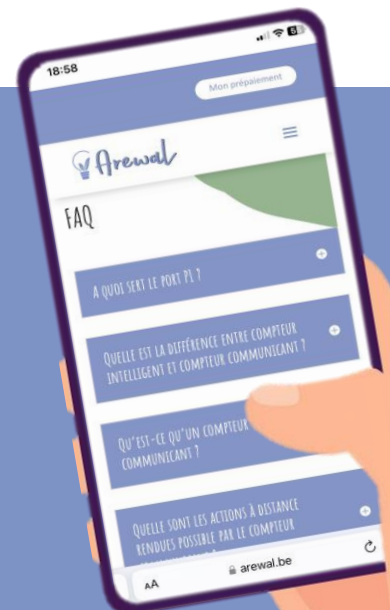 18:58
Mon prépaiement
Arewal
FAQ
A QUOI SERT LE PORT P1 ?
QUELLE EST LA DIFFÉRENCE ENTRE COMPTEUR
INTELLIGENT ET COMPTEUR COMMUNICANT ?
QU'EST-CE QU'UN COMPTEUR
COMMUNICANT ?
QUELLE SONT LES ACTIONS À DISTANCE
RENDUES POSSIBLE PAR LE COMPTEUR
AA
arewal.be